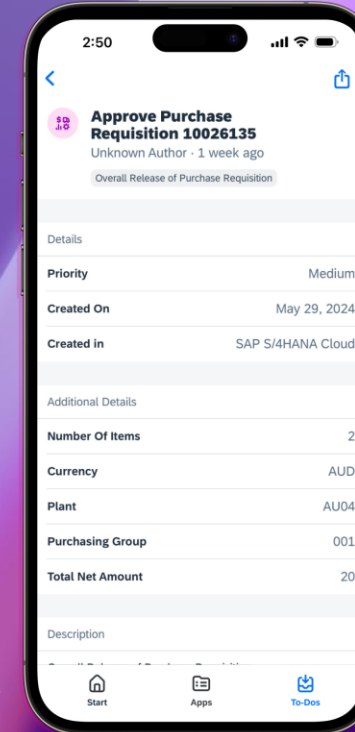 2:50
Approve Purchase
Requisition 10026135
Unknown Author · 1 week ago
Overall Release of Purchase Requisition
Details
Priority Medium
Created On May 29, 2024
Created in SAP S/4HANA Cloud
Additional Details
Number Of Items 2
Currency AUD
Plant AU04
Purchasing Group 001
Total Net Amount 20
Description
Start Apps To-Dos